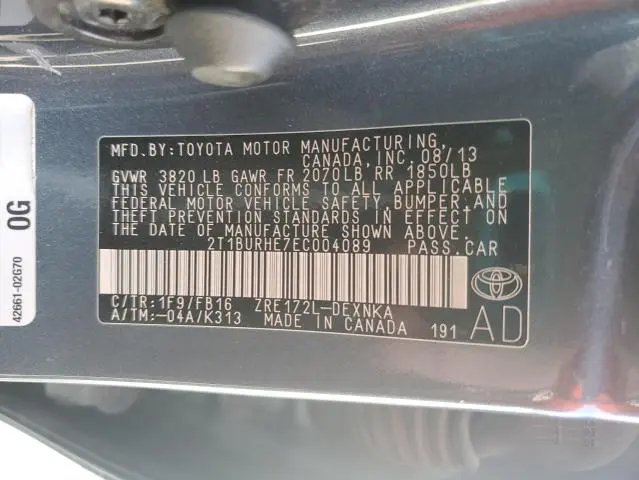 MFD.BY:TOYOTA MOTOR MANUFACTURING,
CANADA, INC. 08/13
GVWR 3820 LB GAWR FR 2070LB RR 1850LB
THIS VEHICLE CONFORMS TO ALL APPLICABLE
FEDERAL MOTOR VEHICLE SAFETY, BUMPER, AND
THEFT PREVENTION STANDARDS IN EFFECT ON
THE DATE OF MANUFACTURE SHOWN ABOVE.
2T1BURHE7EC004089 PASS.CAR
C/TR:1F9/FB16 ZRE172L-DEXNKA
A/TM:-04A/K313 MADE IN CANADA 191
AD
0G
42661-02G70